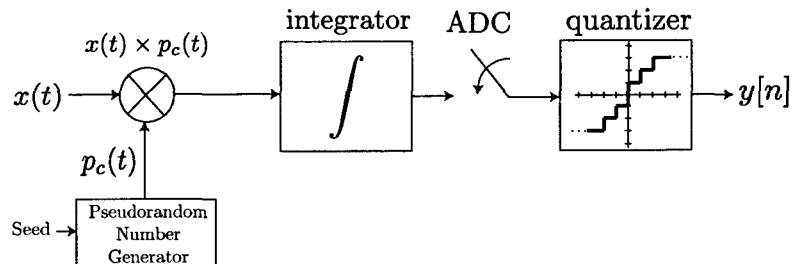 integrator
ADC
quantizer
x(t) × p_c(t)
x(t)
∫
y[n]
p_c(t)
Seed
Pseudorandom
Number
Generator